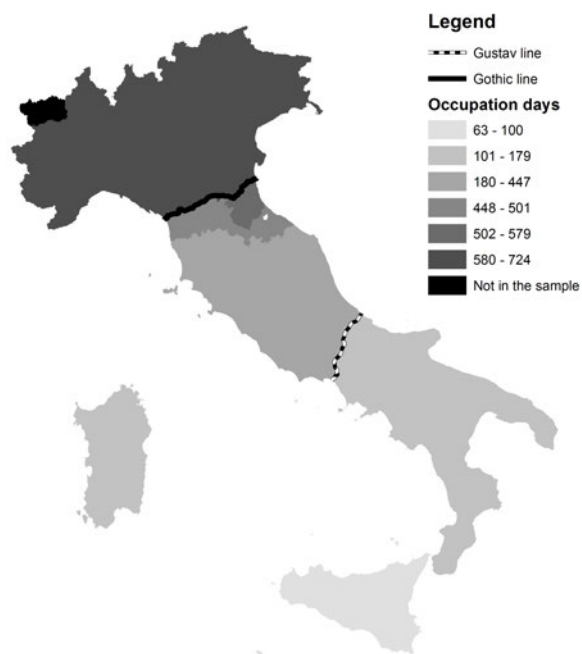 Legend
Gustav line
Gothic line
Occupation days
63 - 100
101 - 179
180 - 447
448 - 501
502 - 579
580 - 724
Not in the sample